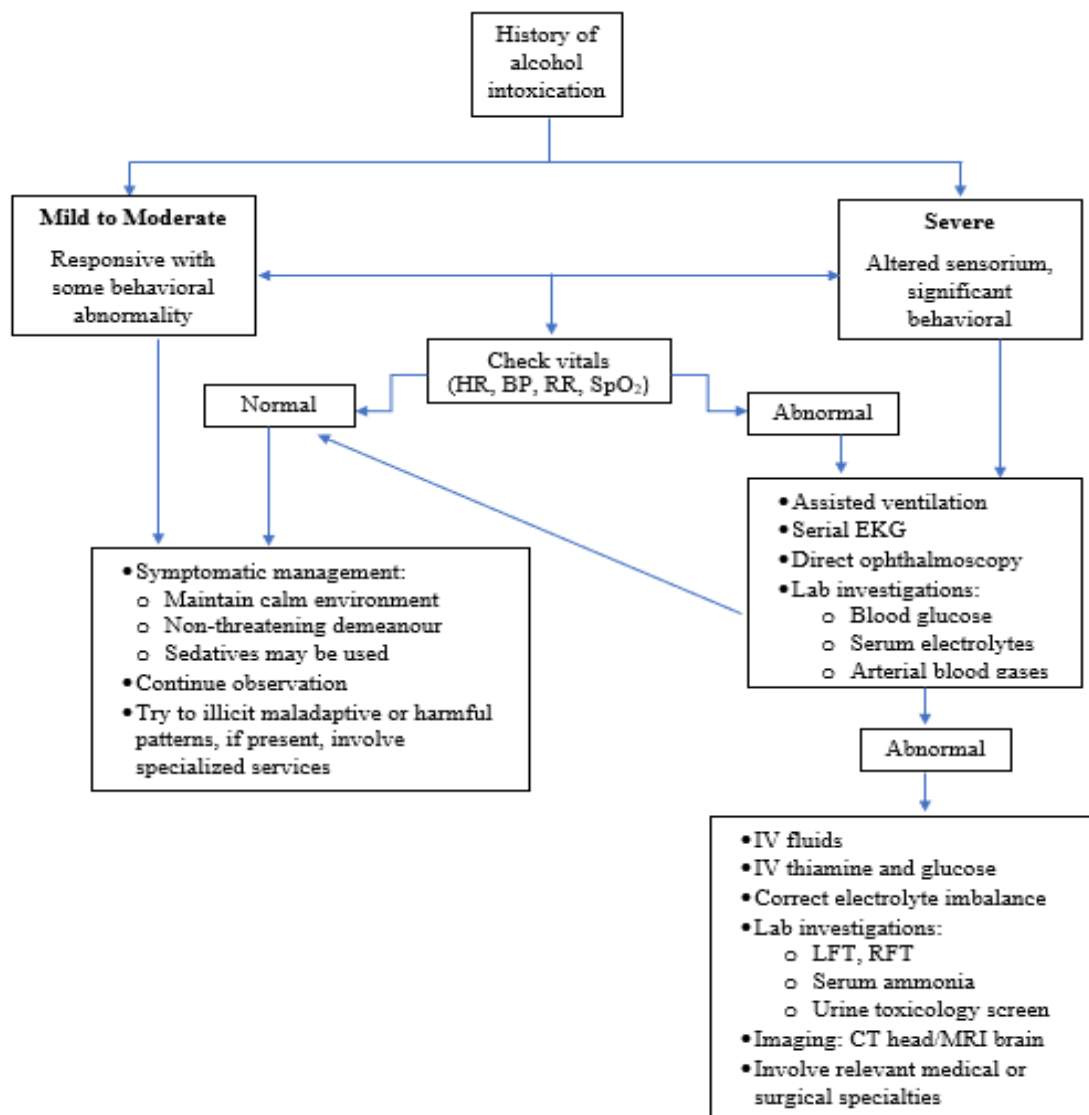 History of
alcohol
intoxication
Mild to Moderate
Responsive with
some behavioral
abnormality
Severe
Altered sensorium,
significant
behavioral
Check vitals
(HR, BP, RR, SpO₂)
Normal
Abnormal
•Symptomatic management:
o Maintain calm environment
o Non-threatening demeanour
o Sedatives may be used
•Continue observation
•Try to illicit maladaptive or harmful
patterns, if present, involve
specialized services
•Assisted ventilation
•Serial EKG
•Direct ophthalmoscopy
•Lab investigations:
o Blood glucose
o Serum electrolytes
o Arterial blood gases
Abnormal
•IV fluids
•IV thiamine and glucose
•Correct electrolyte imbalance
•Lab investigations:
o LFT, RFT
o Serum ammonia
o Urine toxicology screen
•Imaging: CT head/MRI brain
•Involve relevant medical or
surgical specialties